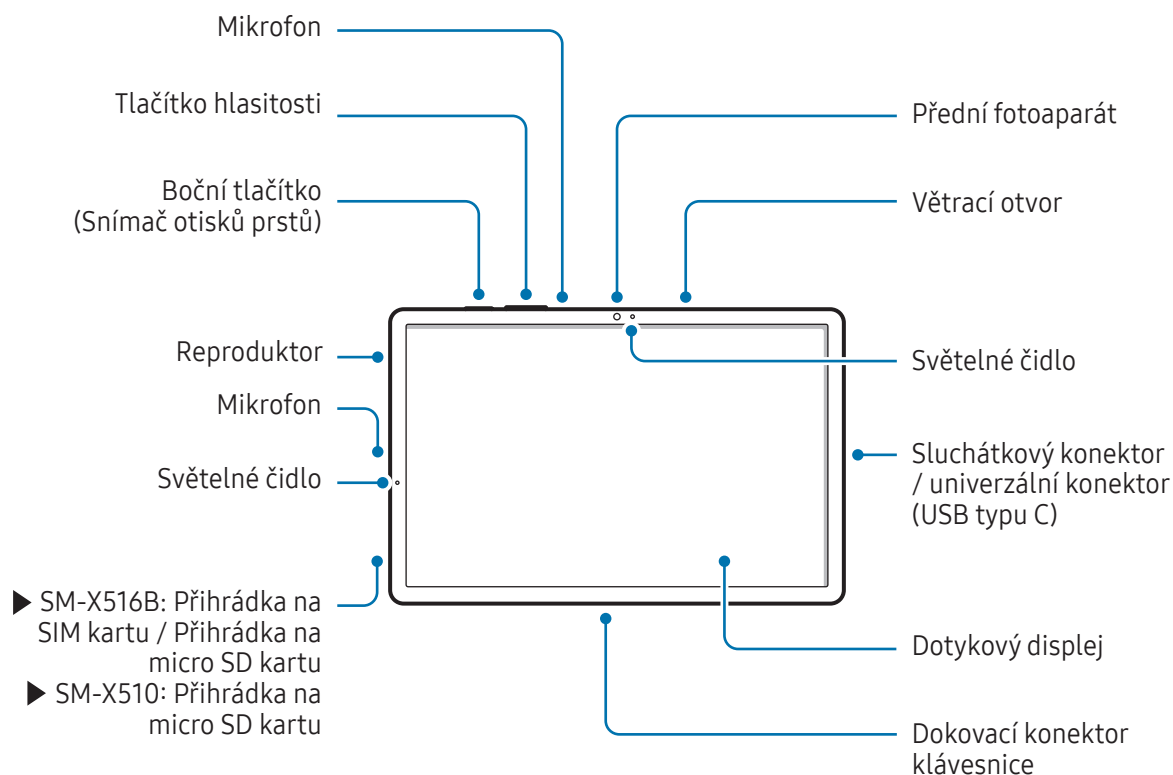 Mikrofon
Tlačítko hlasitosti
Boční tlačítko
(Snímač otisků prstů)
Reproduktor
Mikrofon
Světelné čidlo
▶ SM-X516B: Přihrádka na
SIM kartu / Přihrádka na
micro SD kartu
▶ SM-X510: Přihrádka na
micro SD kartu
Přední fotoaparát
Větrací otvor
Světelné čidlo
Sluchátkový konektor
/ univerzální konektor
(USB typu C)
Dotykový displej
Dokovací konektor
klávesnice